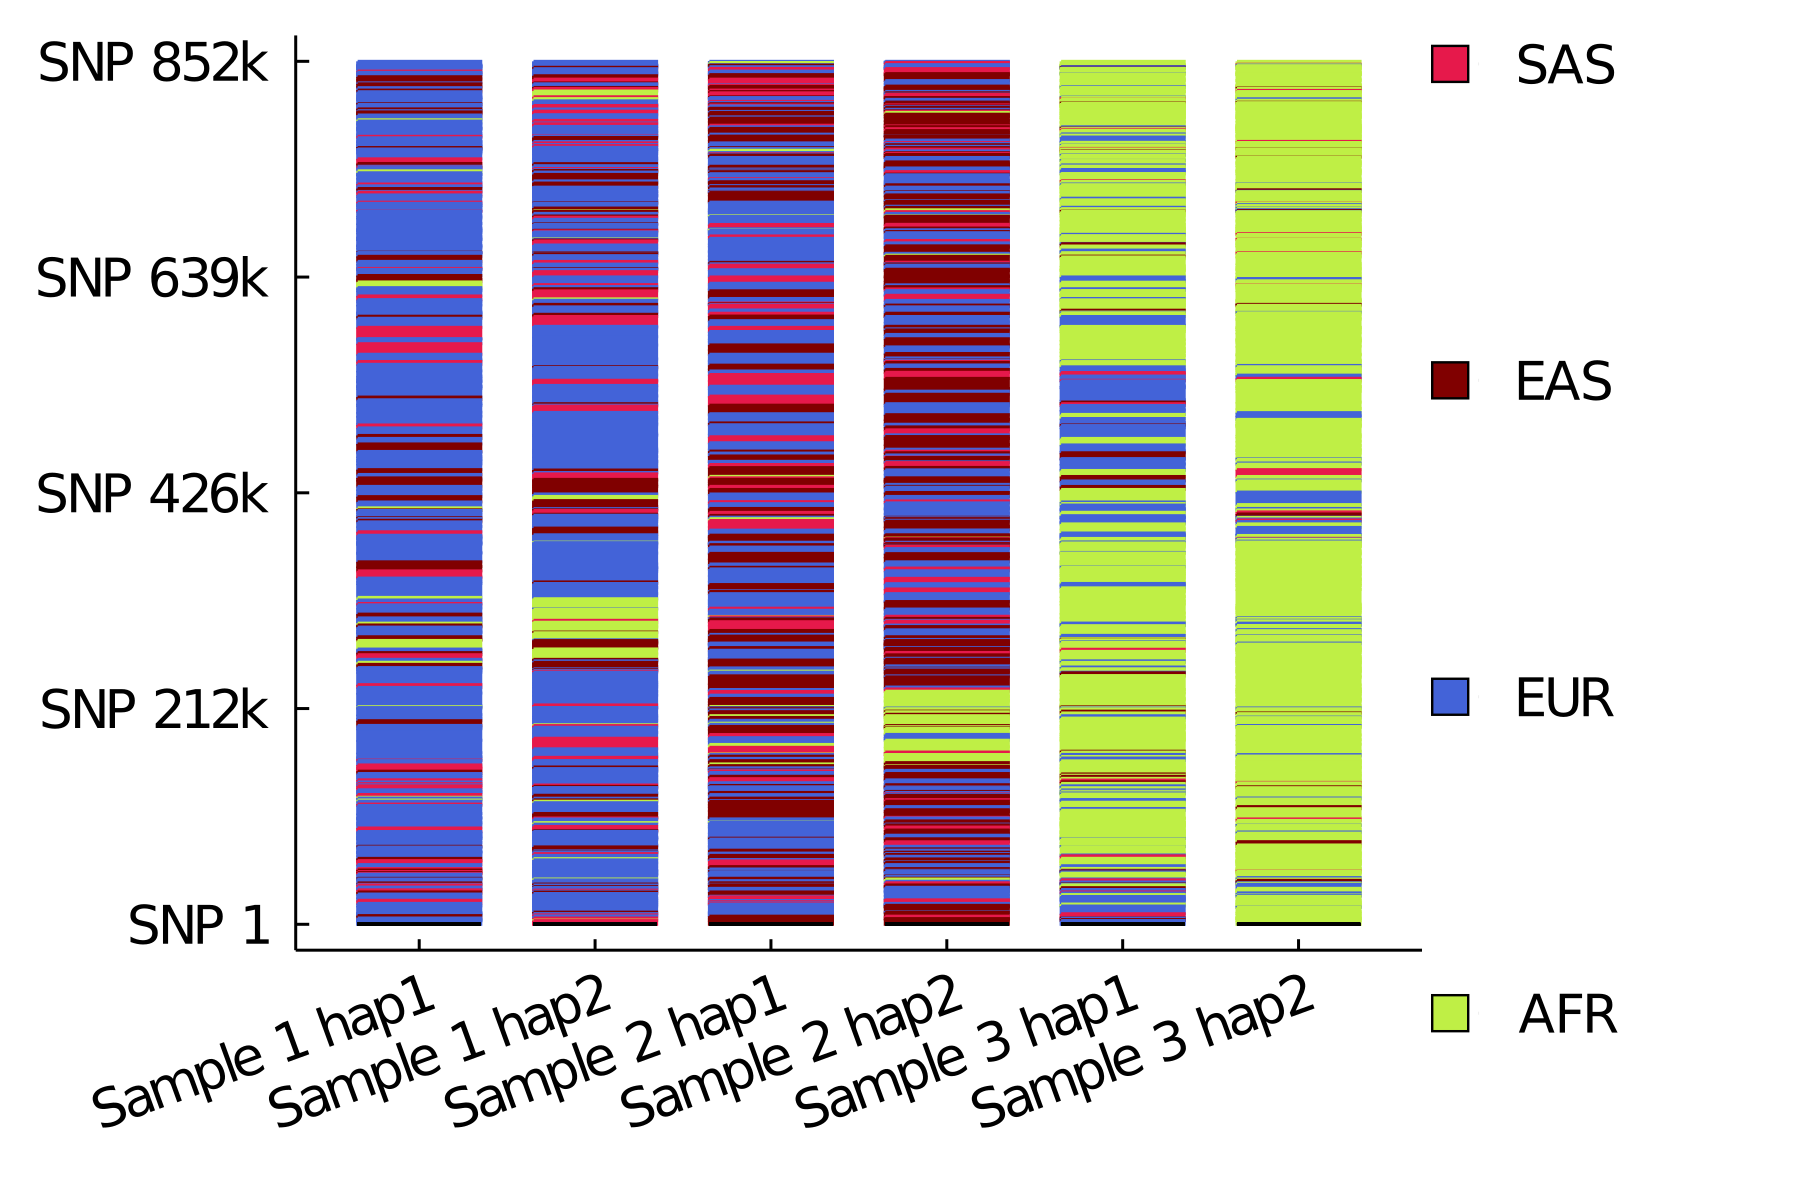 SNP 852k
SNP 639k
SNP 426k
SNP 212k
SNP 1
Sample 1 hap1
Sample 1 hap2
Sample 2 hap1
Sample 2 hap2
Sample 3 hap1
Sample 3 hap2
SAS
EAS
EUR
AFR